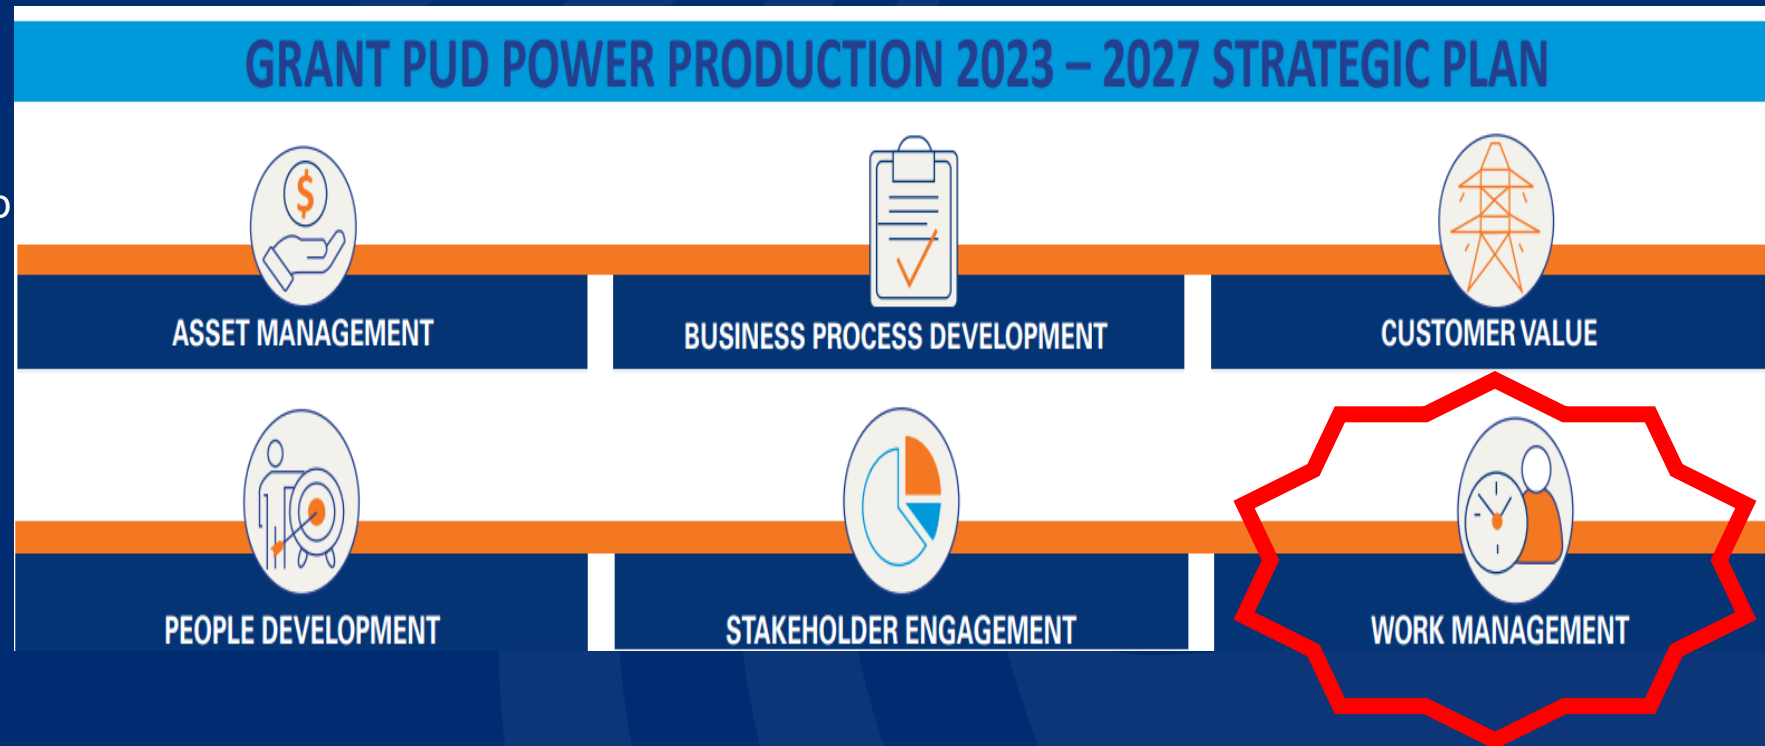 GRANT PUD POWER PRODUCTION 2023 – 2027 STRATEGIC PLAN
$
ASSET MANAGEMENT
BUSINESS PROCESS DEVELOPMENT
CUSTOMER VALUE
PEOPLE DEVELOPMENT
STAKEHOLDER ENGAGEMENT
WORK MANAGEMENT